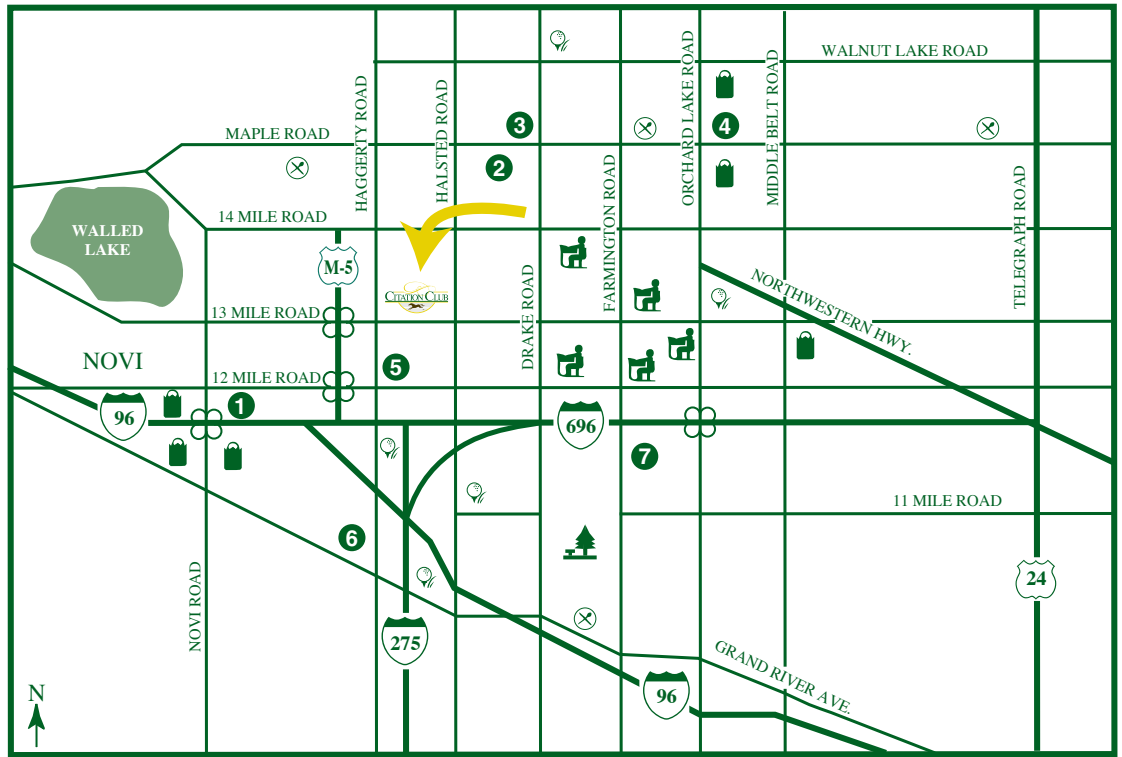 WALNUT LAKE ROAD
ORCHARD LAKE ROAD
MIDDLE BELT ROAD
HAGGERTY ROAD
HALSTED ROAD
MAPLE ROAD
3
4
2
FARMINGTON ROAD
TELEGRAPH ROAD
14 MILE ROAD
WALLED
LAKE
M-5
CITATION CLUB
DRAKE ROAD
NORTHWESTERN HWY.
13 MILE ROAD
NOVI
12 MILE ROAD
5
1
96
696
7
11 MILE ROAD
6
NOVI ROAD
24
275
GRAND RIVER AVE.
96
N